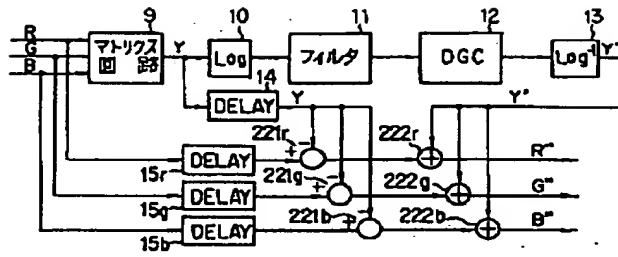 9 10 11 12 13
R
G
B
マトリクス
回 路
Y
Log
フィルタ
DGC
Log⁻¹
Y'
14
DELAY
Y
Y'
221r
+ −
222r
R"
15r
DELAY
221g
+ −
222g
G"
15g
DELAY
221b
+ −
222b
B"
15b
DELAY